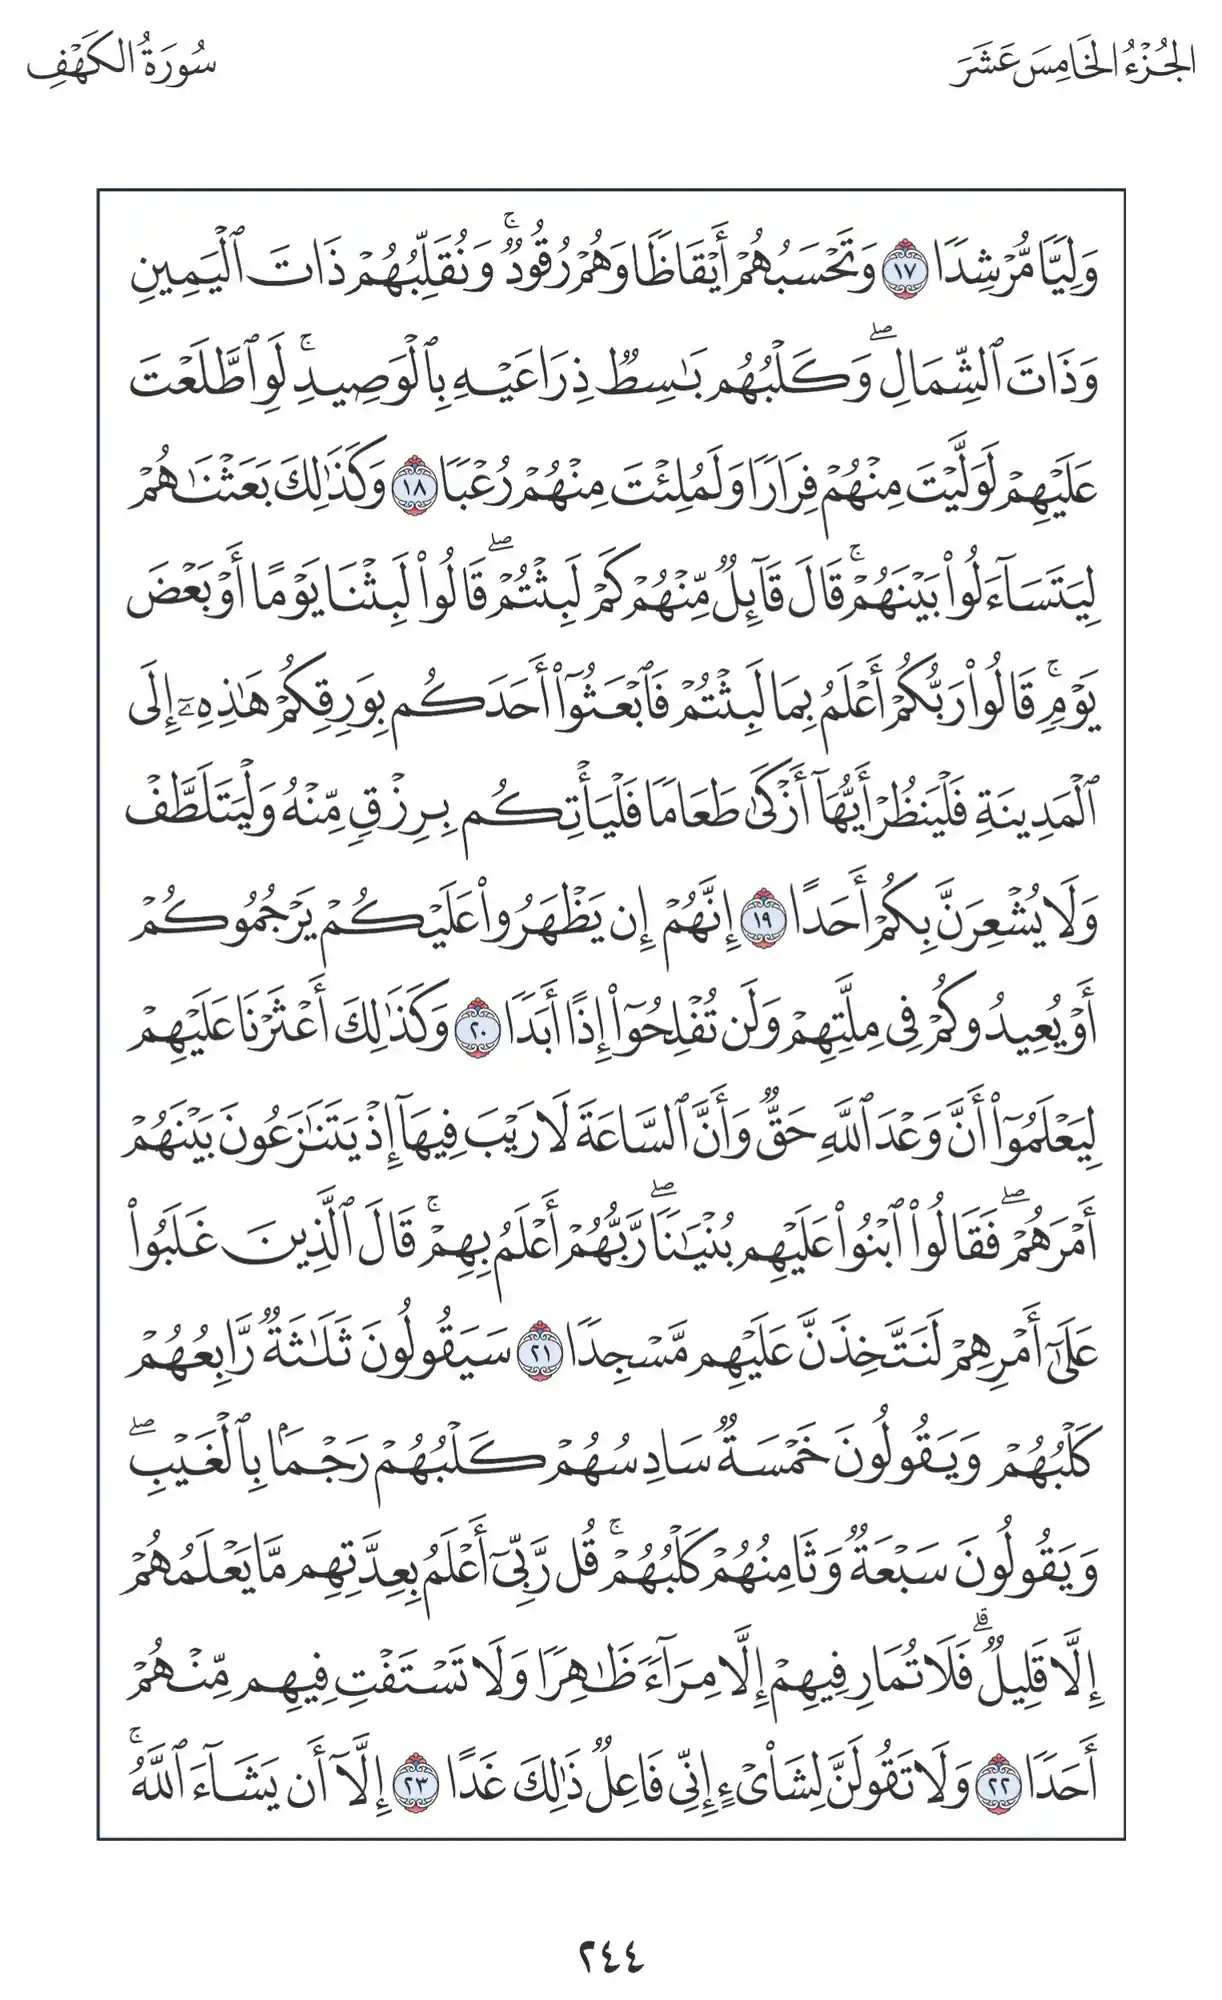 الجُزْءُ الخَامِسَ عَشَرَ
سُورَةُ الكَهْفِ
وَلِيًّا مُّرْشِدًا ١٧ وَتَحْسَبُهُمْ أَيْقَاظًا وَهُمْ رُقُودٌۚ وَنُقَلِّبُهُمْ ذَاتَ ٱلْيَمِينِ
وَذَاتَ ٱلشِّمَالِۖ وَكَلْبُهُم بَـٰسِطٌ ذِرَاعَيْهِ بِٱلْوَصِيدِۚ لَوِ ٱطَّلَعْتَ
عَلَيْهِمْ لَوَلَّيْتَ مِنْهُمْ فِرَارًا وَلَمُلِئْتَ مِنْهُمْ رُعْبًا ١٨ وَكَذَٰلِكَ بَعَثْنَـٰهُمْ
لِيَتَسَآءَلُوا۟ بَيْنَهُمْۚ قَالَ قَآئِلٌ مِّنْهُمْ كَمْ لَبِثْتُمْۖ قَالُوا۟ لَبِثْنَا يَوْمًا أَوْ بَعْضَ
يَوْمٍۚ قَالُوا۟ رَبُّكُمْ أَعْلَمُ بِمَا لَبِثْتُمْ فَٱبْعَثُوٓا۟ أَحَدَكُم بِوَرِقِكُمْ هَـٰذِهِۦٓ إِلَى
ٱلْمَدِينَةِ فَلْيَنظُرْ أَيُّهَآ أَزْكَىٰ طَعَامًا فَلْيَأْتِكُم بِرِزْقٍ مِّنْهُ وَلْيَتَلَطَّفْ
وَلَا يُشْعِرَنَّ بِكُمْ أَحَدًا ١٩ إِنَّهُمْ إِن يَظْهَرُوا۟ عَلَيْكُمْ يَرْجُمُوكُمْ
أَوْ يُعِيدُوكُمْ فِى مِلَّتِهِمْ وَلَن تُفْلِحُوٓا۟ إِذًا أَبَدًا ٢٠ وَكَذَٰلِكَ أَعْثَرْنَا عَلَيْهِمْ
لِيَعْلَمُوٓا۟ أَنَّ وَعْدَ ٱللَّهِ حَقٌّ وَأَنَّ ٱلسَّاعَةَ لَا رَيْبَ فِيهَآ إِذْ يَتَنَـٰزَعُونَ بَيْنَهُمْ
أَمْرَهُمْۖ فَقَالُوا۟ ٱبْنُوا۟ عَلَيْهِم بُنْيَـٰنًاۖ رَّبُّهُمْ أَعْلَمُ بِهِمْۚ قَالَ ٱلَّذِينَ غَلَبُوا۟
عَلَىٰٓ أَمْرِهِمْ لَنَتَّخِذَنَّ عَلَيْهِم مَّسْجِدًا ٢١ سَيَقُولُونَ ثَلَـٰثَةٌ رَّابِعُهُمْ
كَلْبُهُمْ وَيَقُولُونَ خَمْسَةٌ سَادِسُهُمْ كَلْبُهُمْ رَجْمًۢا بِٱلْغَيْبِۖ
وَيَقُولُونَ سَبْعَةٌ وَثَامِنُهُمْ كَلْبُهُمْۚ قُل رَّبِّىٓ أَعْلَمُ بِعِدَّتِهِم مَّا يَعْلَمُهُمْ
إِلَّا قَلِيلٌۗ فَلَا تُمَارِ فِيهِمْ إِلَّا مِرَآءً ظَـٰهِرًا وَلَا تَسْتَفْتِ فِيهِم مِّنْهُمْ
أَحَدًا ٢٢ وَلَا تَقُولَنَّ لِشَا۟ىْءٍ إِنِّى فَاعِلٌ ذَٰلِكَ غَدًا ٢٣ إِلَّآ أَن يَشَآءَ ٱللَّهُۚ
٢٤٤